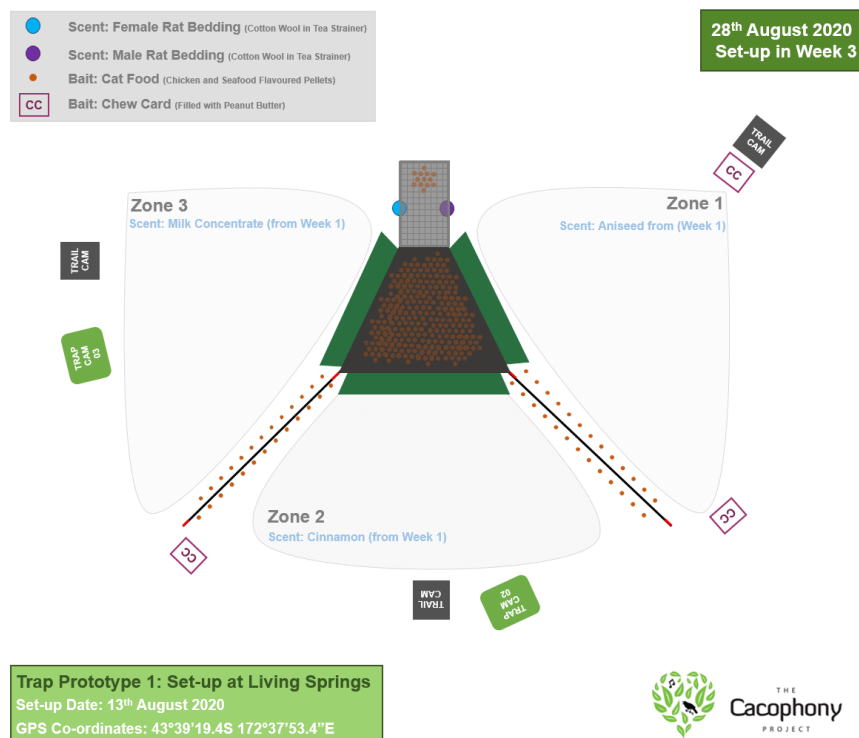 Scent: Female Rat Bedding (Cotton Wool in Tea Strainer)
Scent: Male Rat Bedding (Cotton Wool in Tea Strainer)
Bait: Cat Food (Chicken and Seafood Flavoured Pellets)
CC Bait: Chew Card (Filled with Peanut Butter)
28th August 2020
Set-up in Week 3
TRAIL
CAM
CC
Zone 3
Scent: Milk Concentrate (from Week 1)
Zone 1
Scent: Aniseed from (Week 1)
TRAIL
CAM
TRAP
CAM
03
Zone 2
Scent: Cinnamon (from Week 1)
CC
CC
TRAIL
CAM
TRAP
CAM
02
Trap Prototype 1: Set-up at Living Springs
Set-up Date: 13th August 2020
GPS Co-ordinates: 43°39'19.4S 172°37'53.4”E
THE
Cacophony
PROJECT